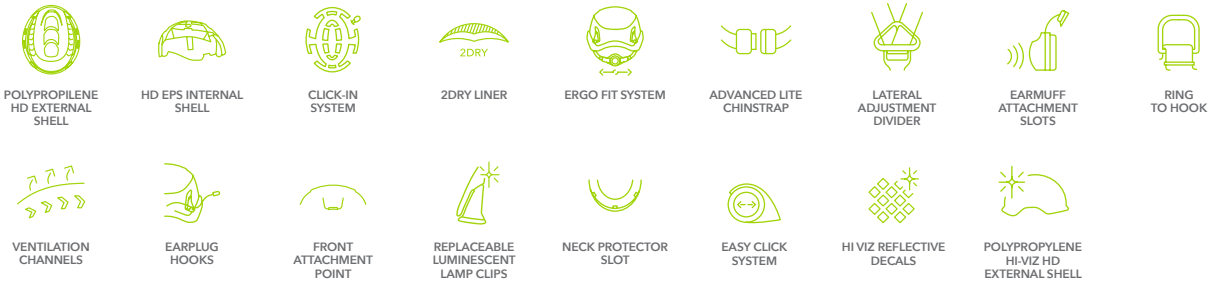 2DRY
POLYPROPILENE
HD EXTERNAL
SHELL
HD EPS INTERNAL
SHELL
CLICK-IN
SYSTEM
2DRY LINER
ERGO FIT SYSTEM
ADVANCED LITE
CHINSTRAP
LATERAL
ADJUSTMENT
DIVIDER
EARMUFF
ATTACHMENT
SLOTS
RING
TO HOOK
VENTILATION
CHANNELS
EARPLUG
HOOKS
FRONT
ATTACHMENT
POINT
REPLACEABLE
LUMINESCENT
LAMP CLIPS
NECK PROTECTOR
SLOT
EASY CLICK
SYSTEM
HI VIZ REFLECTIVE
DECALS
POLYPROPYLENE
HI-VIZ HD
EXTERNAL SHELL